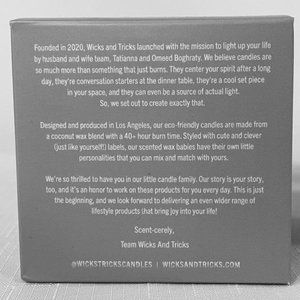 Founded in 2020, Wicks and Tricks launched with the mission to light up your life
by husband and wife team, Tatianna and Omeed Boghraty. We believe candles are
so much more than something that just burns. They center your spirit after a long
day, they're conversation starters at the dinner table, they're a cool set piece
in your space, and they can even be a source of actual light.
So, we set out to create exactly that.
Designed and produced in Los Angeles, our eco-friendly candles are made from
a coconut wax blend with a 40+ hour burn time. Styled with cute and clever
(just like yourself!) labels, our scented wax babies have their own little
personalities that you can mix and match with yours.
We're so thrilled to have you in our little candle family. Our story is your story,
too, and it's an honor to work on these products for you every day. This is just
the beginning, and we look forward to delivering an even wider range of
lifestyle products (that bring joy into your life!
Scent-cerely,
Team Wicks And Tricks
@WICKSTRICKSCANDLES | WICKSANDTRICKS.COM